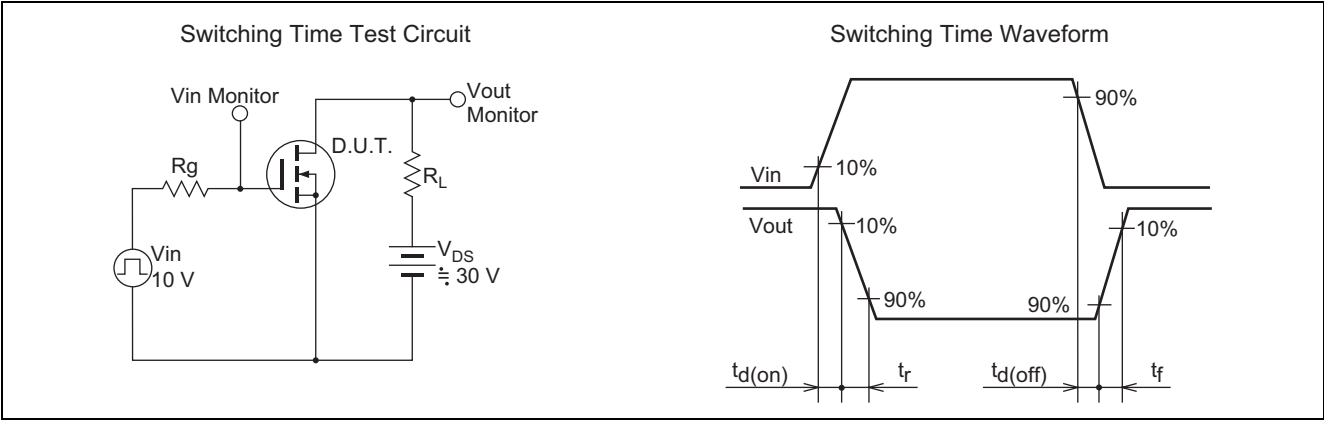 Switching Time Test Circuit
Vin Monitor
Vout
Monitor
D.U.T.
Rg
RL
Vin
10 V
VDS
≒ 30 V
Switching Time Waveform
90%
Vin
10%
Vout
10%
10%
90%
90%
td(on)
tr
td(off)
tf